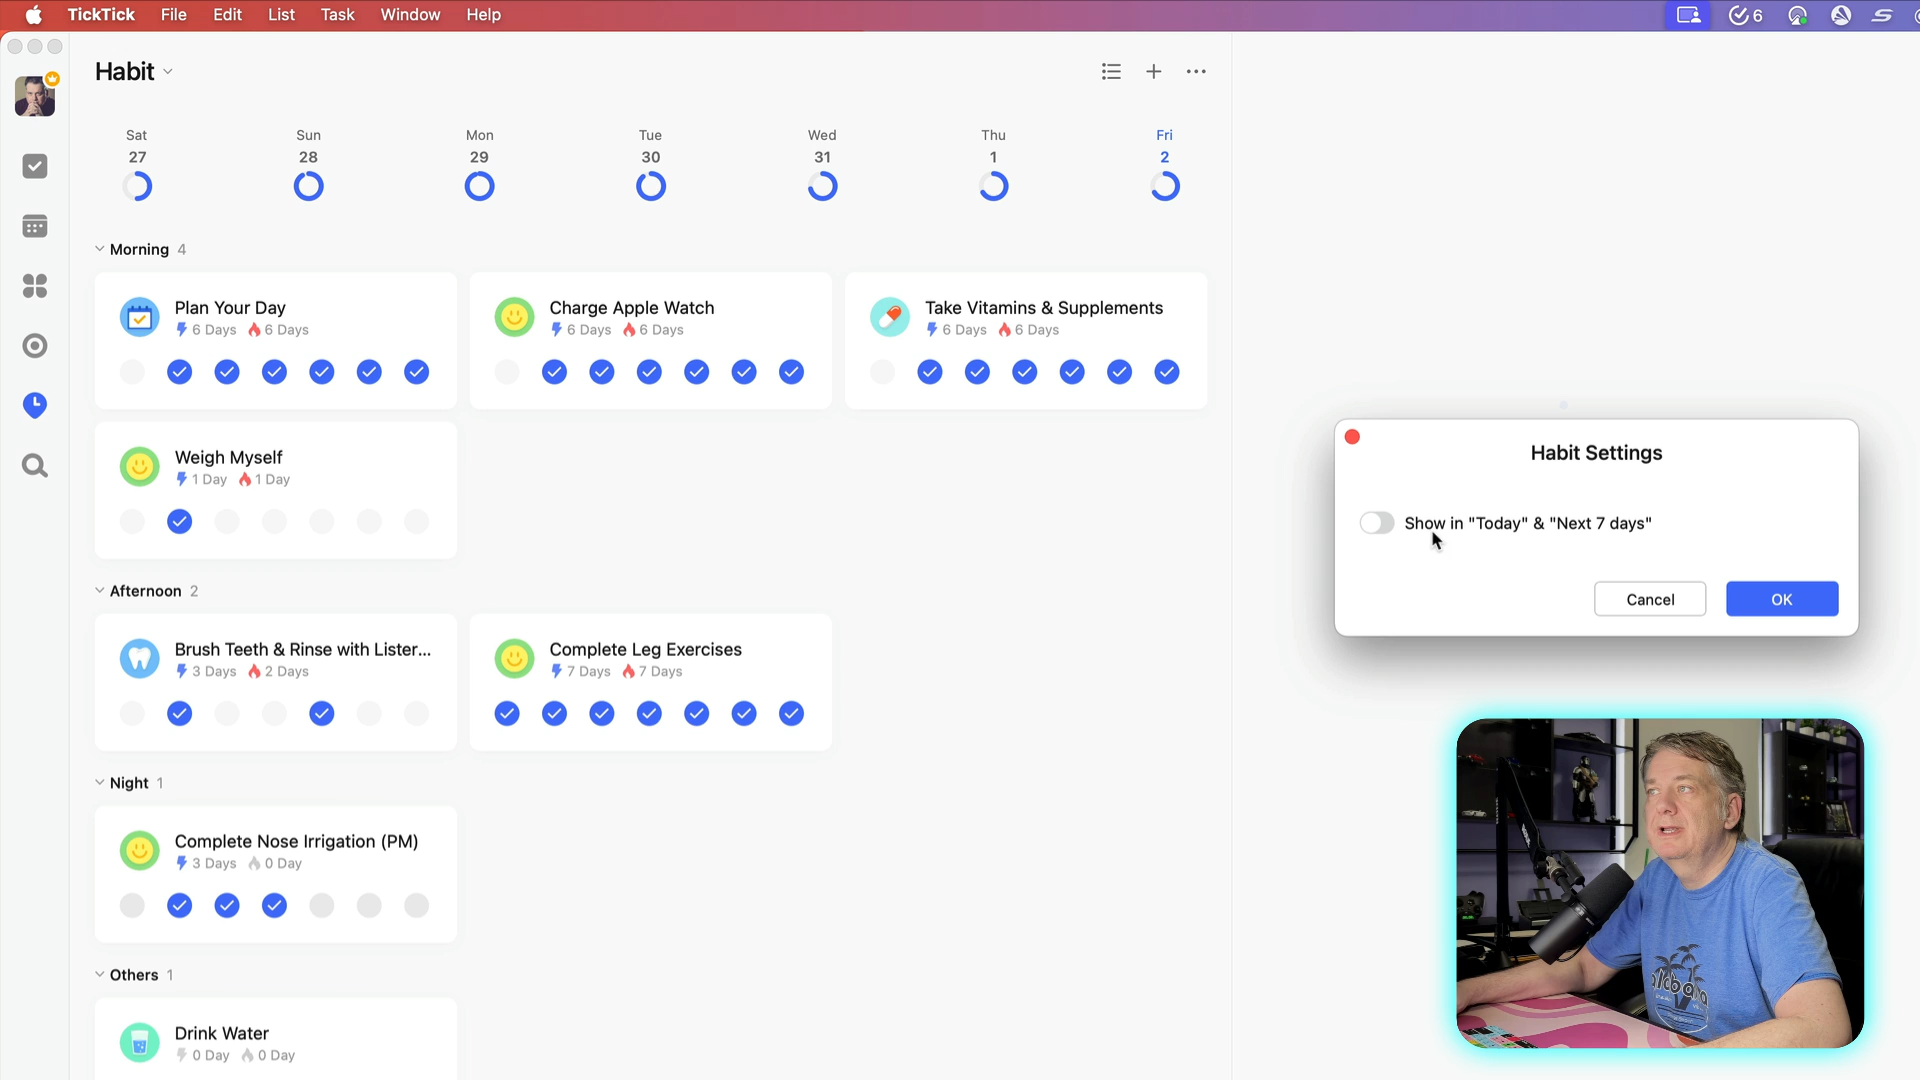 TickTick File Edit List Task Window Help
6
Habit
Sat Sun Mon Tue Wed Thu Fri
27 28 29 30 31 1 2
Morning 4
Plan Your Day
6 Days 6 Days
Charge Apple Watch
6 Days 6 Days
Take Vitamins & Supplements
6 Days 6 Days
Weigh Myself
1 Day 1 Day
Afternoon 2
Brush Teeth & Rinse with Lister...
3 Days 2 Days
Complete Leg Exercises
7 Days 7 Days
Night 1
Complete Nose Irrigation (PM)
3 Days 0 Day
Others 1
Drink Water
0 Day 0 Day
Habit Settings
Show in "Today" & "Next 7 days"
Cancel OK